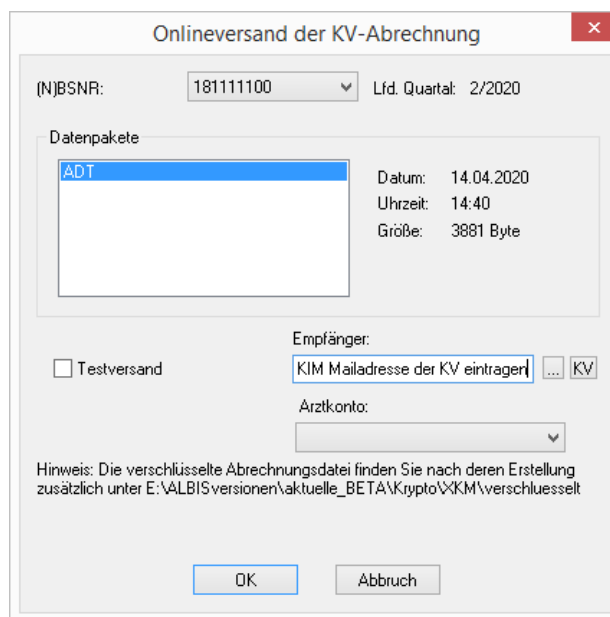 Onlineversand der KV-Abrechnung
(N)BSNR: 181111100 Lfd. Quartal: 2/2020
Datenpakete
ADT
Datum: 14.04.2020
Uhrzeit: 14:40
Größe: 3881 Byte
Empfänger:
Testversand KIM Mailadresse der KV eintragen ... KV
Arztkonto:
Hinweis: Die verschlüsselte Abrechnungsdatei finden Sie nach deren Erstellung
zusätzlich unter E:\ALBISversionen\aktuelle_BETA\Krypto\XKM\verschluesselt
OK Abbruch